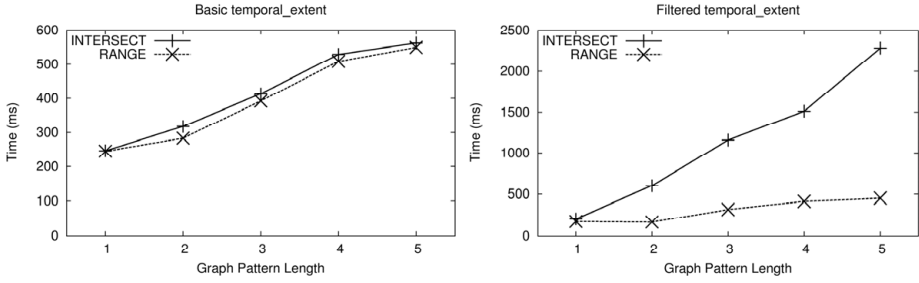 Basic temporal_extent
INTERSECT
RANGE
600
500
400
300
200
100
0
Time (ms)
1 2 3 4 5
Graph Pattern Length
Filtered temporal_extent
INTERSECT
RANGE
2500
2000
1500
1000
500
0
Time (ms)
1 2 3 4 5
Graph Pattern Length